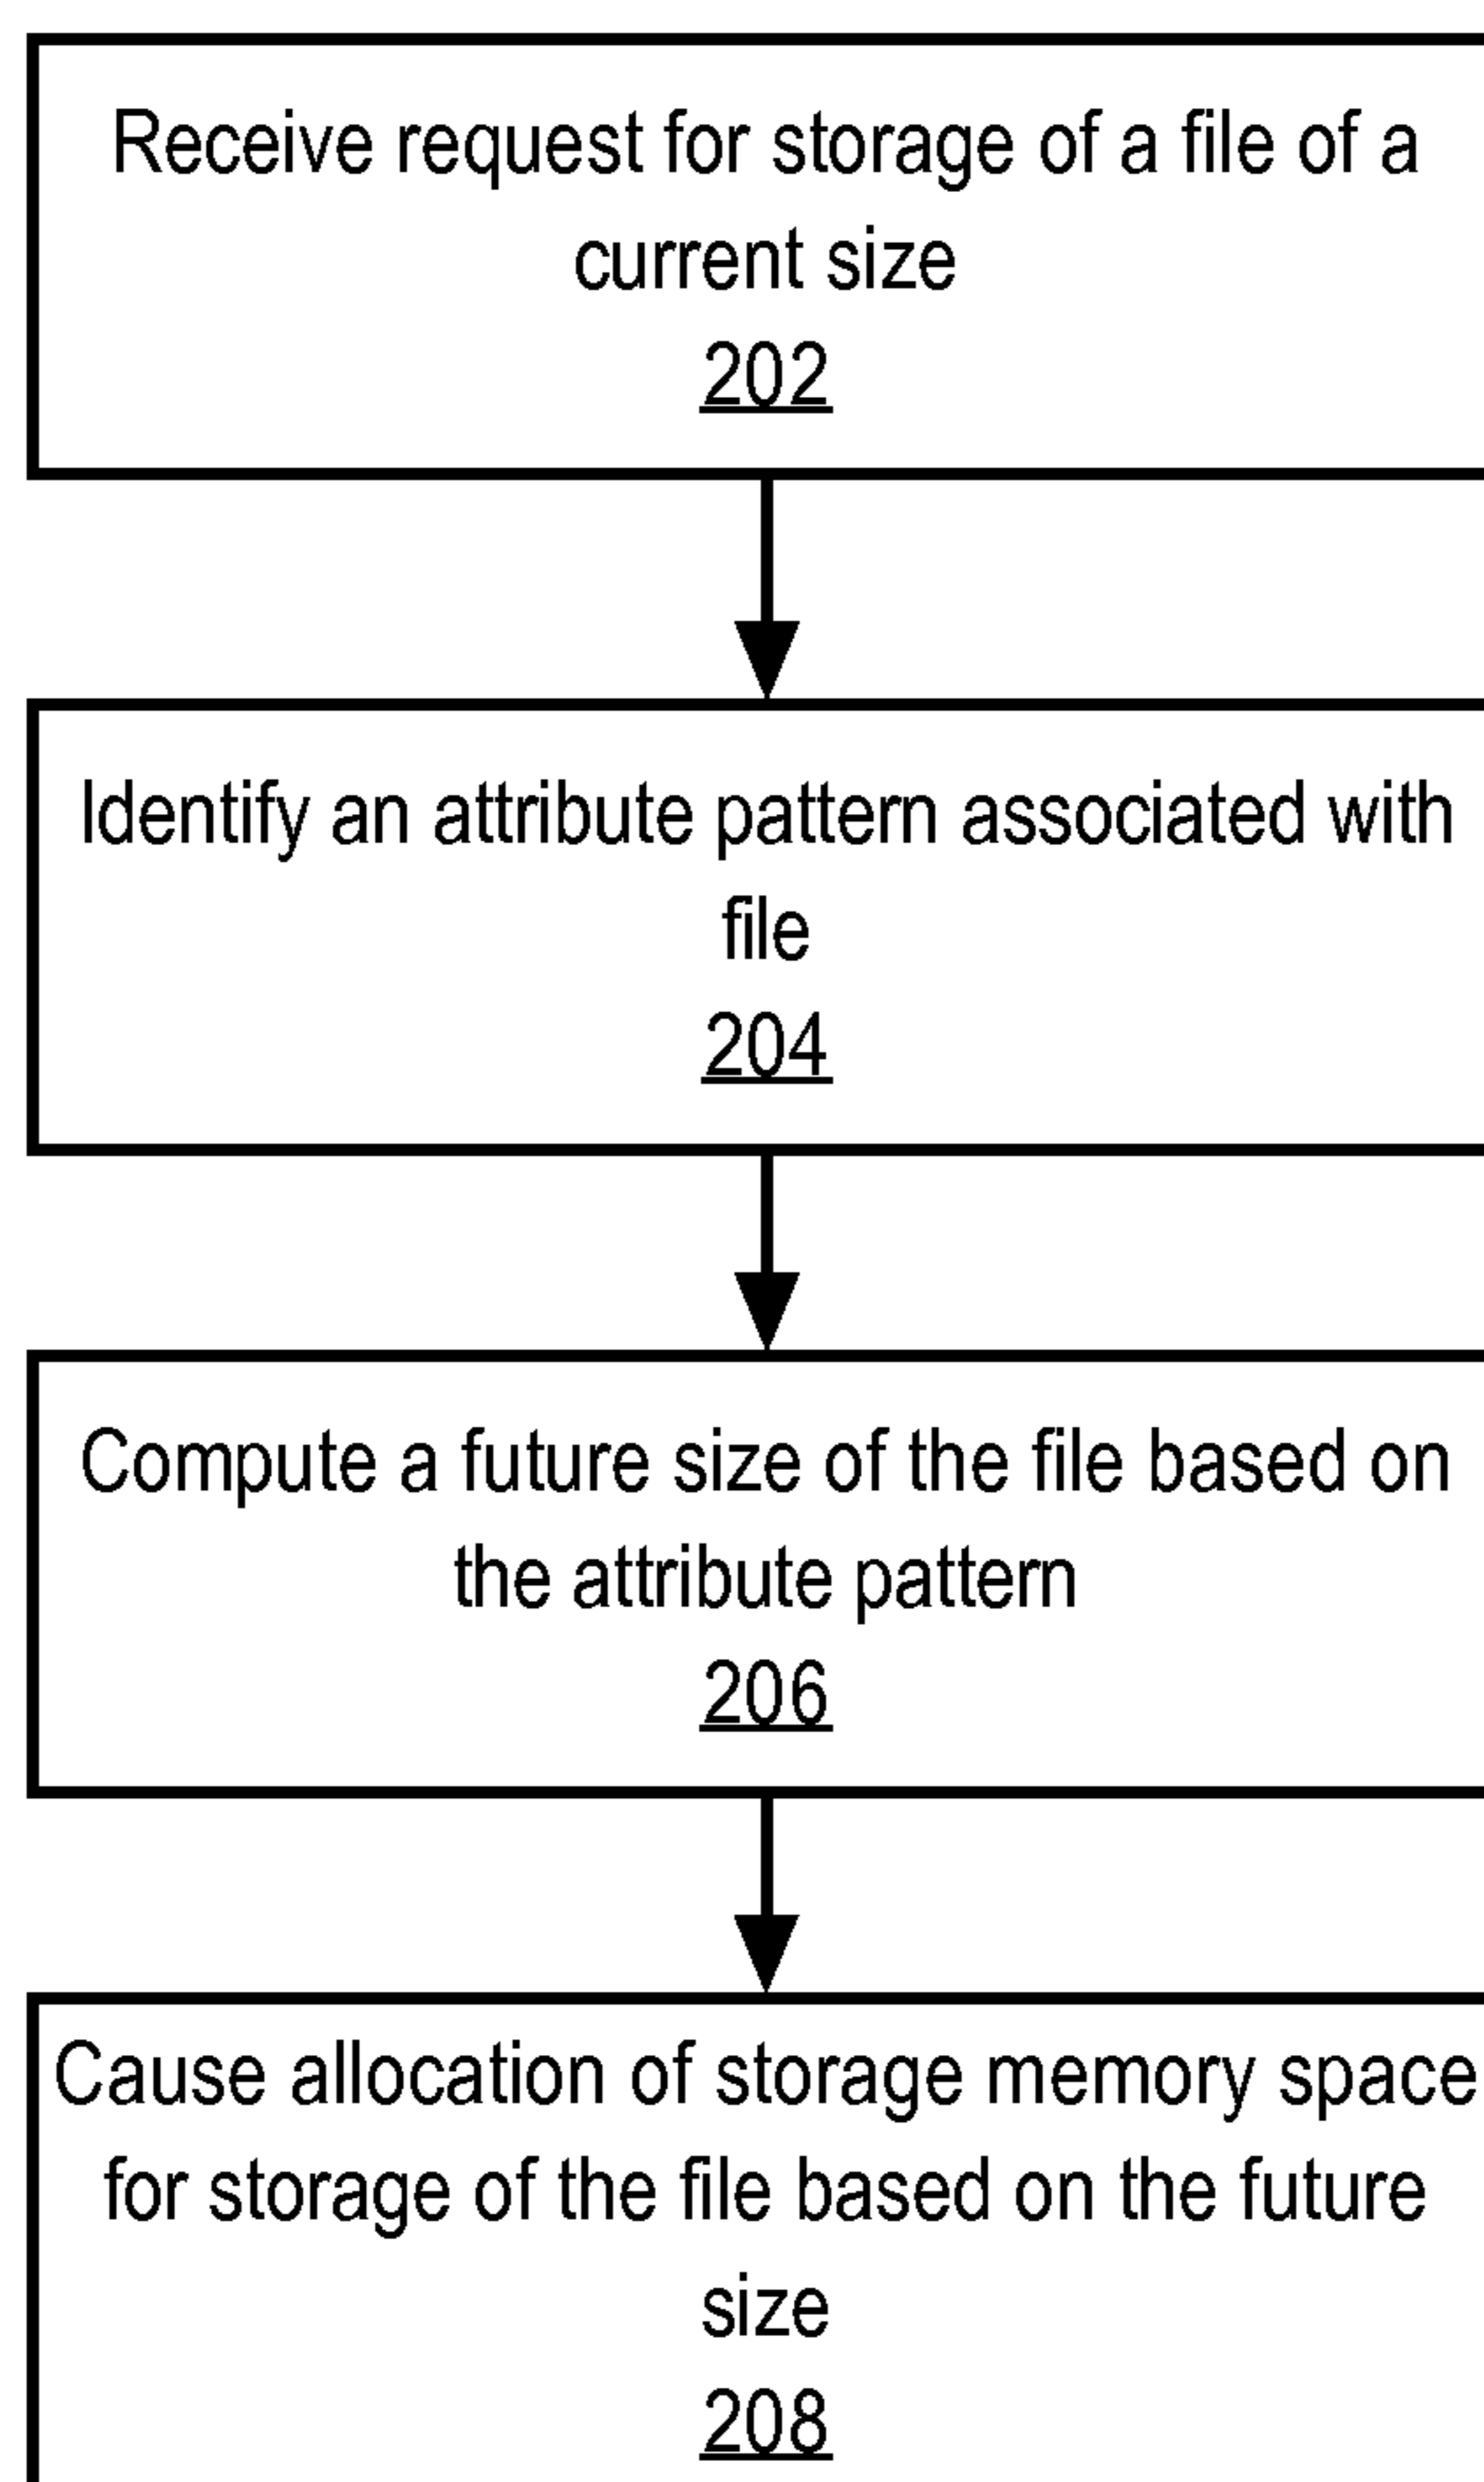 Receive request for storage of a file of a
current size
202
Identify an attribute pattern associated with
file
204
Compute a future size of the file based on
the attribute pattern
206
Cause allocation of storage memory space
for storage of the file based on the future
size
208